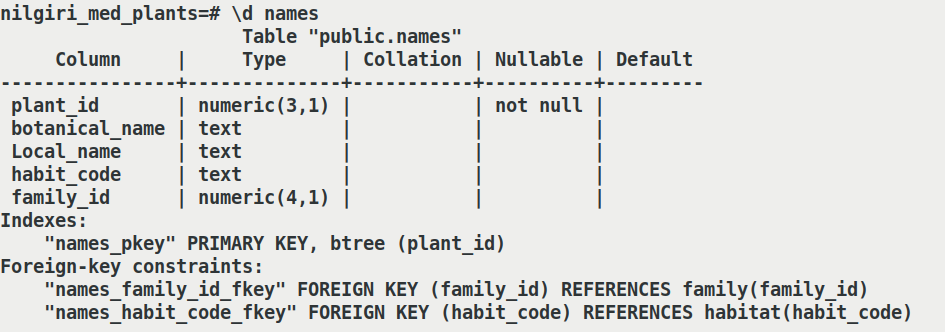 nilgiri_med_plants=# \d names
                      Table "public.names"
     Column     |     Type     | Collation | Nullable | Default
----------------+--------------+-----------+----------+---------
 plant_id       | numeric(3,1) |           | not null |
 botanical_name | text         |           |          |
 Local_name     | text         |           |          |
 habit_code     | text         |           |          |
 family_id      | numeric(4,1) |           |          |
Indexes:
    "names_pkey" PRIMARY KEY, btree (plant_id)
Foreign-key constraints:
    "names_family_id_fkey" FOREIGN KEY (family_id) REFERENCES family(family_id)
    "names_habit_code_fkey" FOREIGN KEY (habit_code) REFERENCES habitat(habit_code)